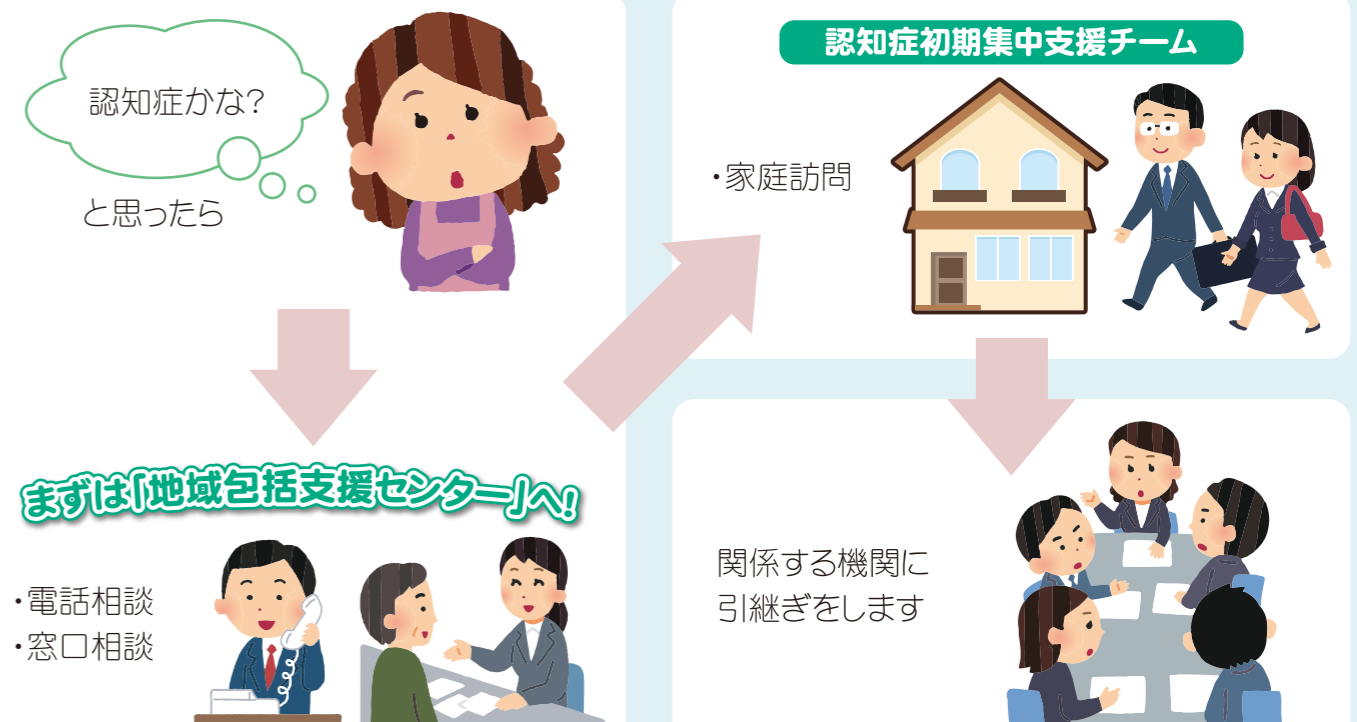 認知症かな?
と思ったら
まずは「地域包括支援センター」へ!
・電話相談
・窓口相談
認知症初期集中支援チーム
・家庭訪問
関係する機関に
引継ぎをします